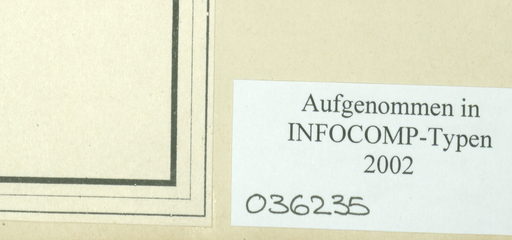 Aufgenommen in
INFOCOMP-Typen
2002
036235